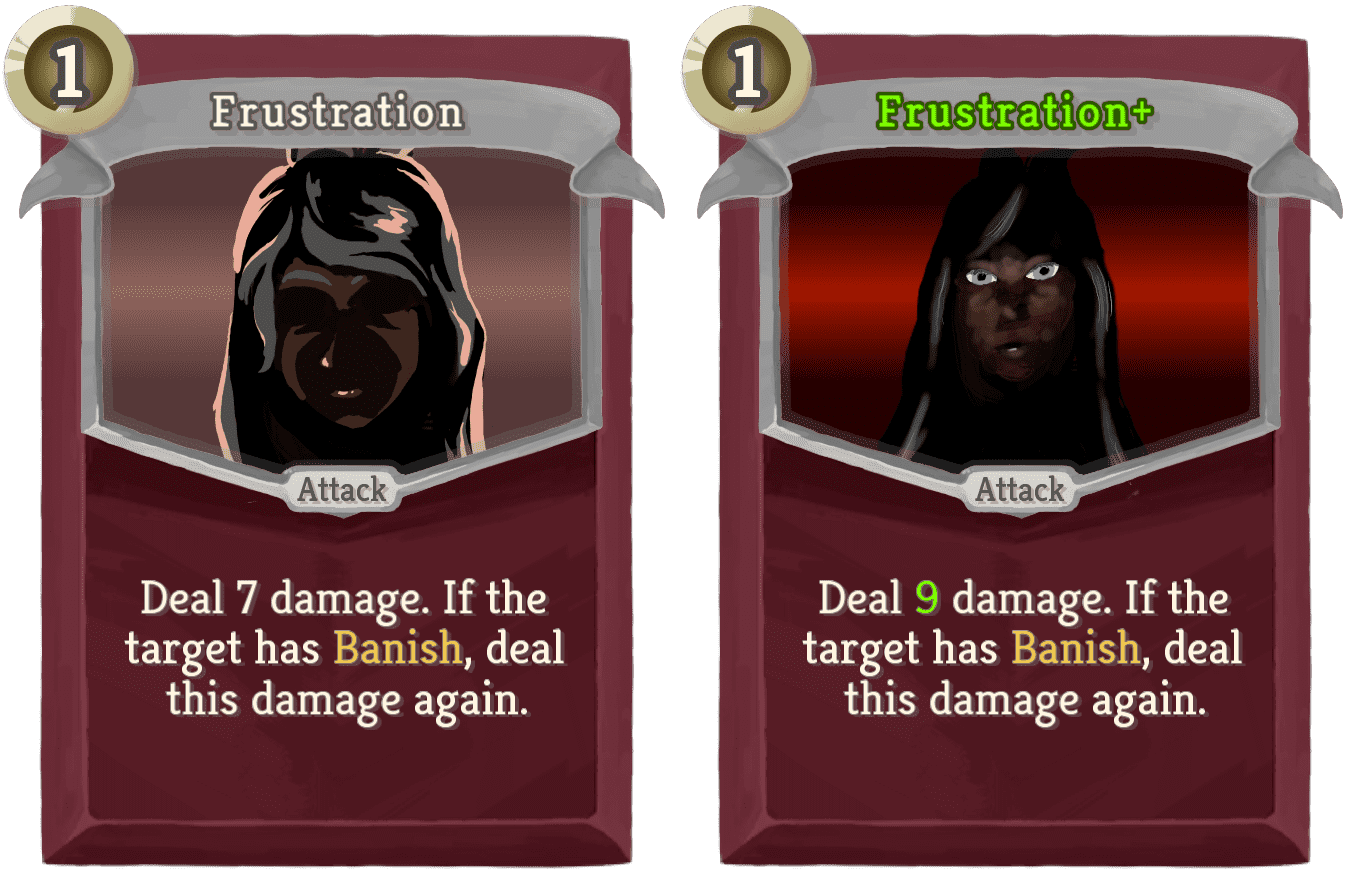 1
Frustration
Attack
Deal 7 damage. If the
target has Banish, deal
this damage again.
1
Frustration+
Attack
Deal 9 damage. If the
target has Banish, deal
this damage again.